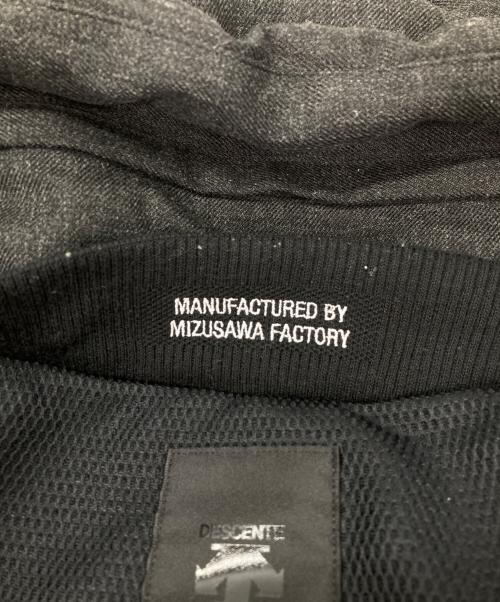 MANUFACTURED BY
MIZUSAWA FACTORY
DESCENTE